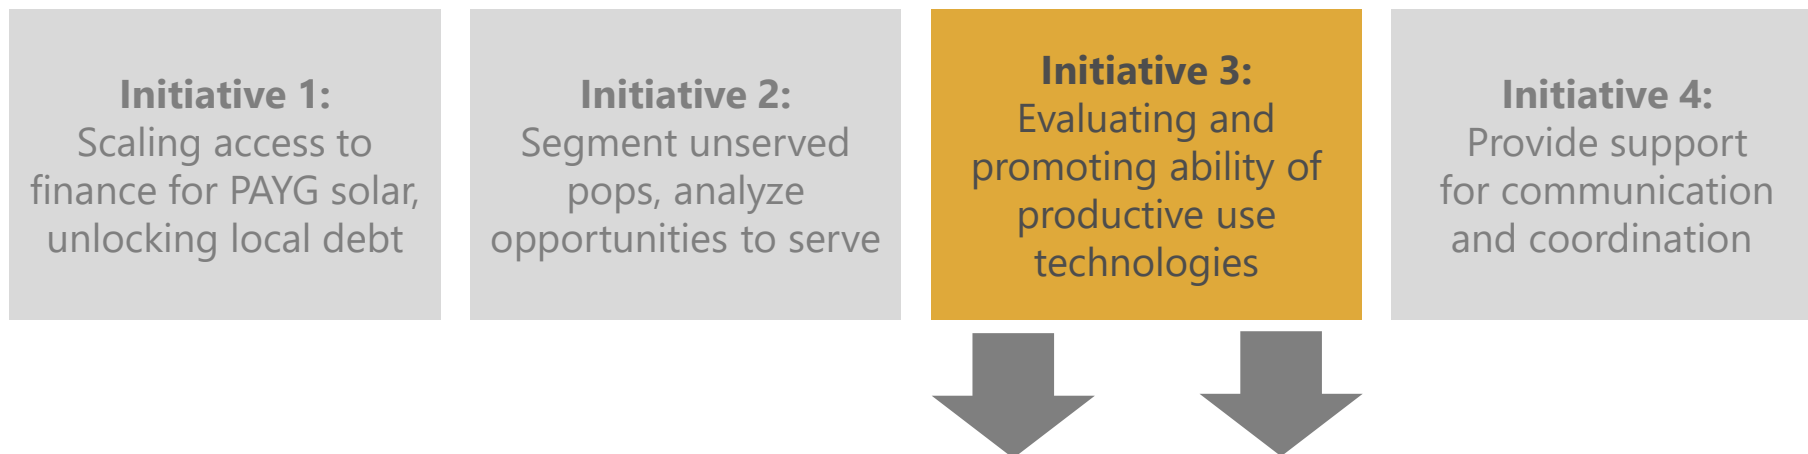 Initiative 1:
Scaling access to
finance for PAYG solar,
unlocking local debt
Initiative 2:
Segment unserved
pops, analyze
opportunities to serve
Initiative 3:
Evaluating and
promoting ability of
productive use
technologies
Initiative 4:
Provide support
for communication
and coordination